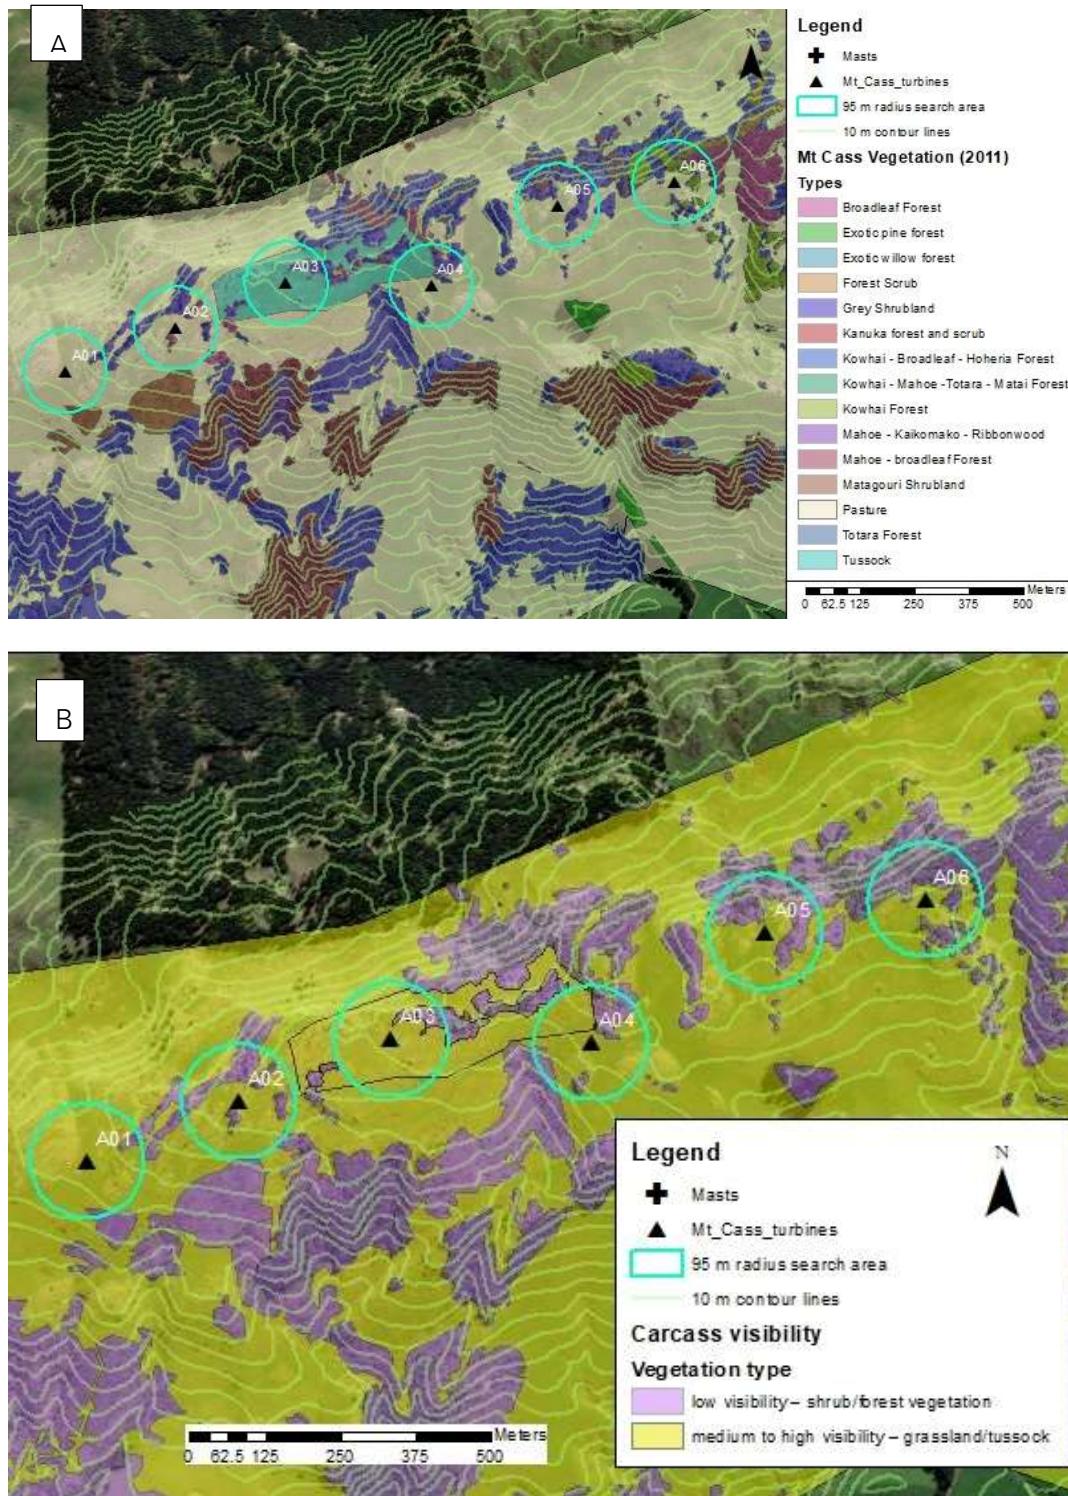 A
N
Legend
Masts
Mt_Cass_turbines
95 m radius search area
10 m contour lines
Mt Cass Vegetation (2011)
Types
Broadleaf Forest
Exotic pine forest
Exotic willow forest
Forest Scrub
Grey Shrubland
Kanuka forest and scrub
Kowhai - Broadleaf - Hoheria Forest
Kowhai - Mahoe -Totara - Matai Forest
Kowhai Forest
Mahoe - Kaikomako - Ribbonwood
Mahoe - broadleaf Forest
Matagouri Shrubland
Pasture
Totara Forest
Tussock
Meters
0 62.5 125 250 375 500
A06
A05
A03
A04
A02
A01
B
A06
A05
A03
A04
A02
A01
Legend
N
Masts
Mt_Cass_turbines
95 m radius search area
10 m contour lines
Carcass visibility
Vegetation type
low visibility – shrub/forest vegetation
medium to high visibility – grassland/tussock
Meters
0 62.5 125 250 375 500